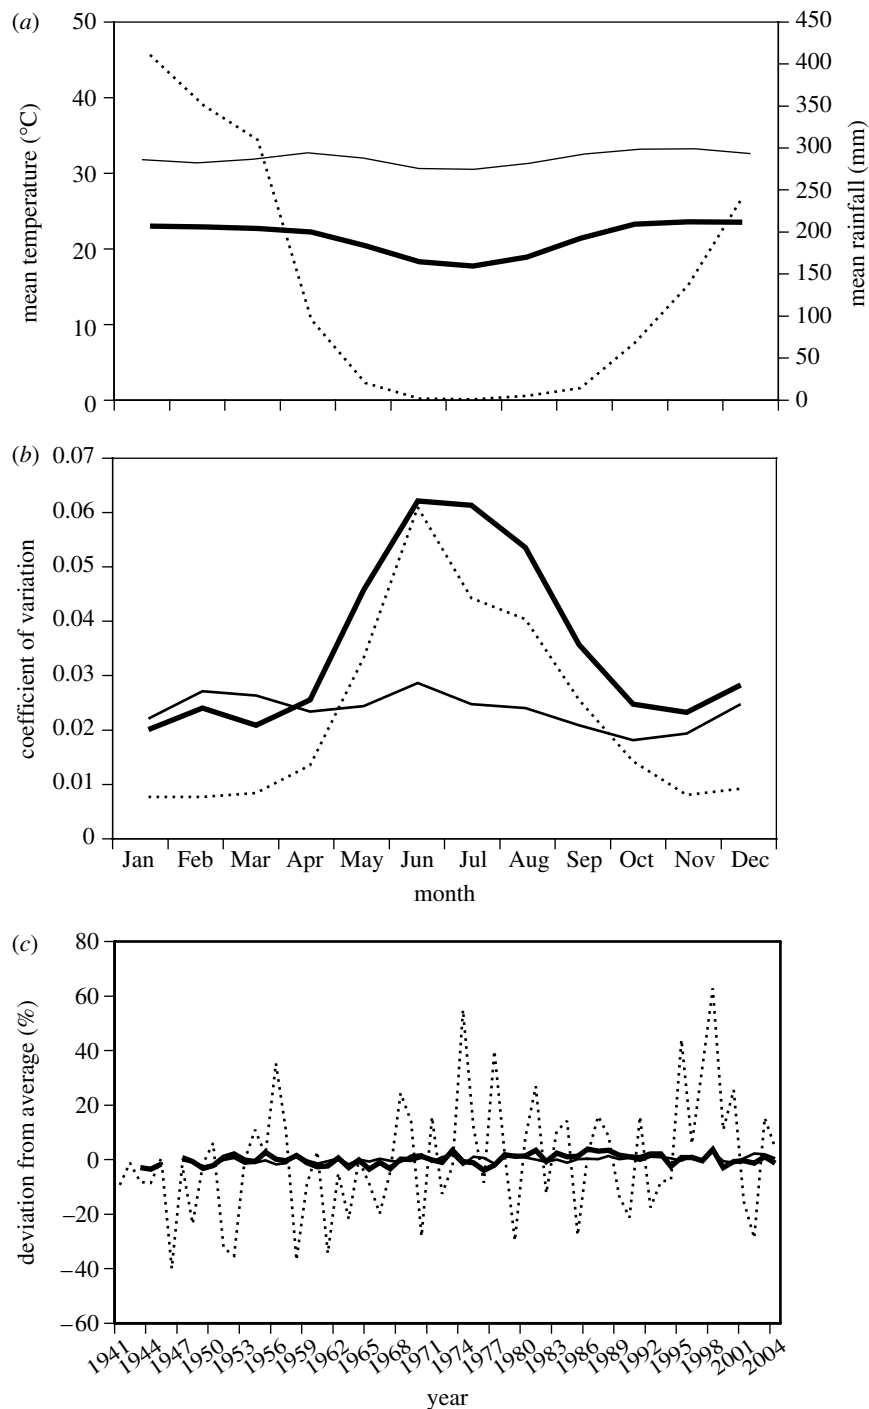 (a)
50
40
30
20
10
0
mean temperature (°C)
450
400
350
300
250
200
150
100
50
0
mean rainfall (mm)
(b)
0.07
0.06
0.05
0.04
0.03
0.02
0.01
0
coefficient of variation
Jan Feb Mar Apr May Jun Jul Aug Sep Oct Nov Dec
month
(c)
80
60
40
20
0
−20
−40
−60
deviation from average (%)
1941 1944 1947 1950 1953 1956 1959 1962 1965 1968 1971 1974 1977 1980 1983 1986 1989 1992 1995 1998 2001 2004
year